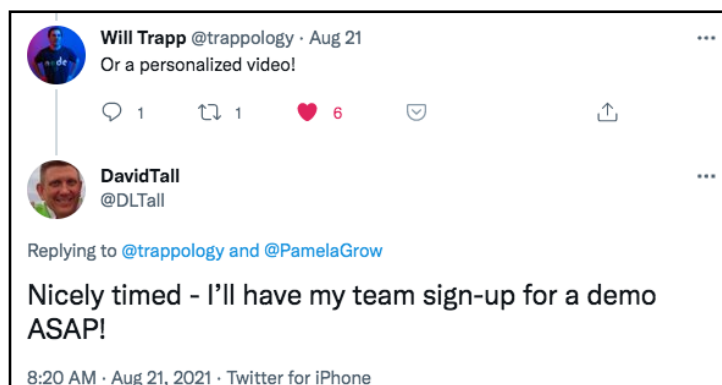 Will Trapp @trappology · Aug 21
Or a personalized video!
1 1 6
DavidTall
@DLTall
Replying to @trappology and @PamelaGrow
Nicely timed - I’ll have my team sign-up for a demo
ASAP!
8:20 AM · Aug 21, 2021 · Twitter for iPhone